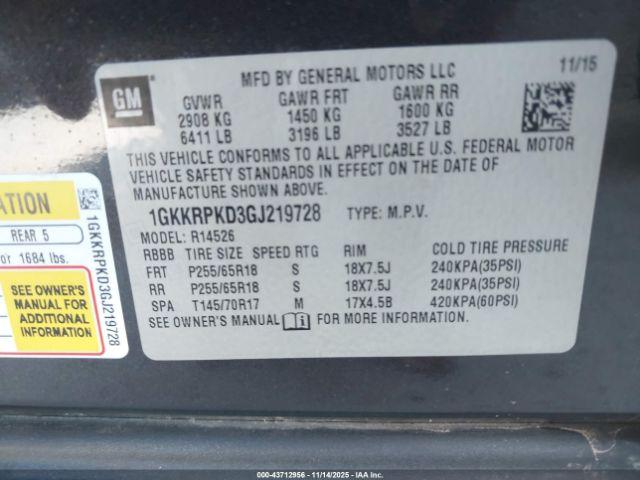 GM
MFD BY GENERAL MOTORS LLC
11/15
GVWR GAWR FRT GAWR RR
2908 KG 1450 KG 1600 KG
6411 LB 3196 LB 3527 LB
THIS VEHICLE CONFORMS TO ALL APPLICABLE U.S. FEDERAL MOTOR
VEHICLE SAFETY STANDARDS IN EFFECT ON THE DATE OF
MANUFACTURE SHOWN ABOVE.
1GKKRPKD3GJ219728 TYPE: M.P.V.
MODEL: R14526
RBBB TIRE SIZE SPEED RTG RIM COLD TIRE PRESSURE
FRT P255/65R18 S 18X7.5J 240KPA(35PSI)
RR P255/65R18 S 18X7.5J 240KPA(35PSI)
SPA T145/70R17 M 17X4.5B 420KPA(60PSI)
SEE OWNER'S MANUAL FOR MORE INFORMATION.
ATION
REAR 5
or 1684 lbs.
SEE OWNER'S
MANUAL FOR
ADDITIONAL
INFORMATION
1GKKRPKD3GJ219728
000-43712956 - 11/14/2025 - IAAI, Inc.